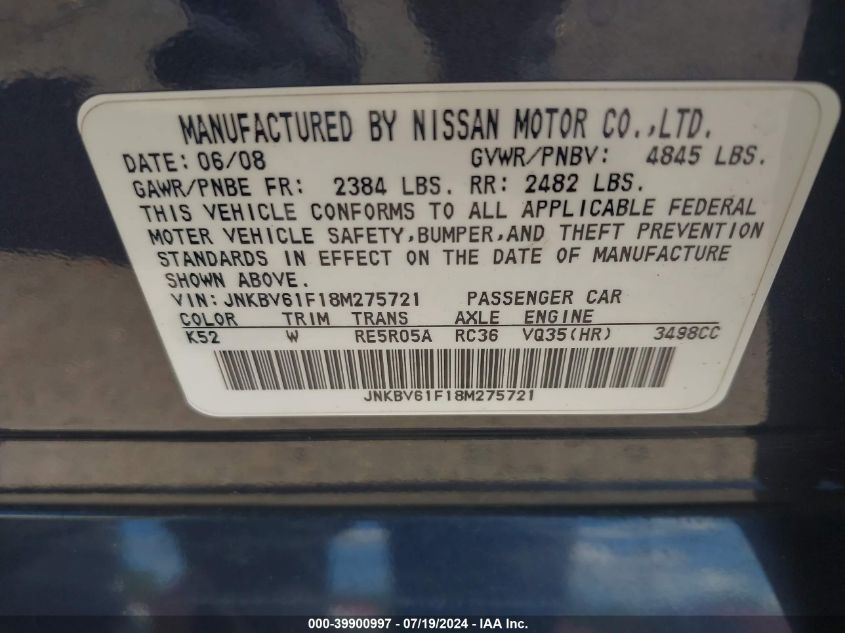 MANUFACTURED BY NISSAN MOTOR CO.,LTD.
DATE: 06/08 GVWR/PNBV: 4845 LBS.
GAWR/PNBE FR: 2384 LBS. RR: 2482 LBS.
THIS VEHICLE CONFORMS TO ALL APPLICABLE FEDERAL
MOTER VEHICLE SAFETY,BUMPER,AND THEFT PREVENTION
STANDARDS IN EFFECT ON THE DATE OF MANUFACTURE
SHOWN ABOVE.
VIN: JNKBV61F18M275721 PASSENGER CAR
COLOR TRIM TRANS AXLE ENGINE
K52 W RE5R05A RC36 VQ35(HR) 3498CC
JNKBV61F18M275721
000-39900997 - 07/19/2024 - IAA Inc.